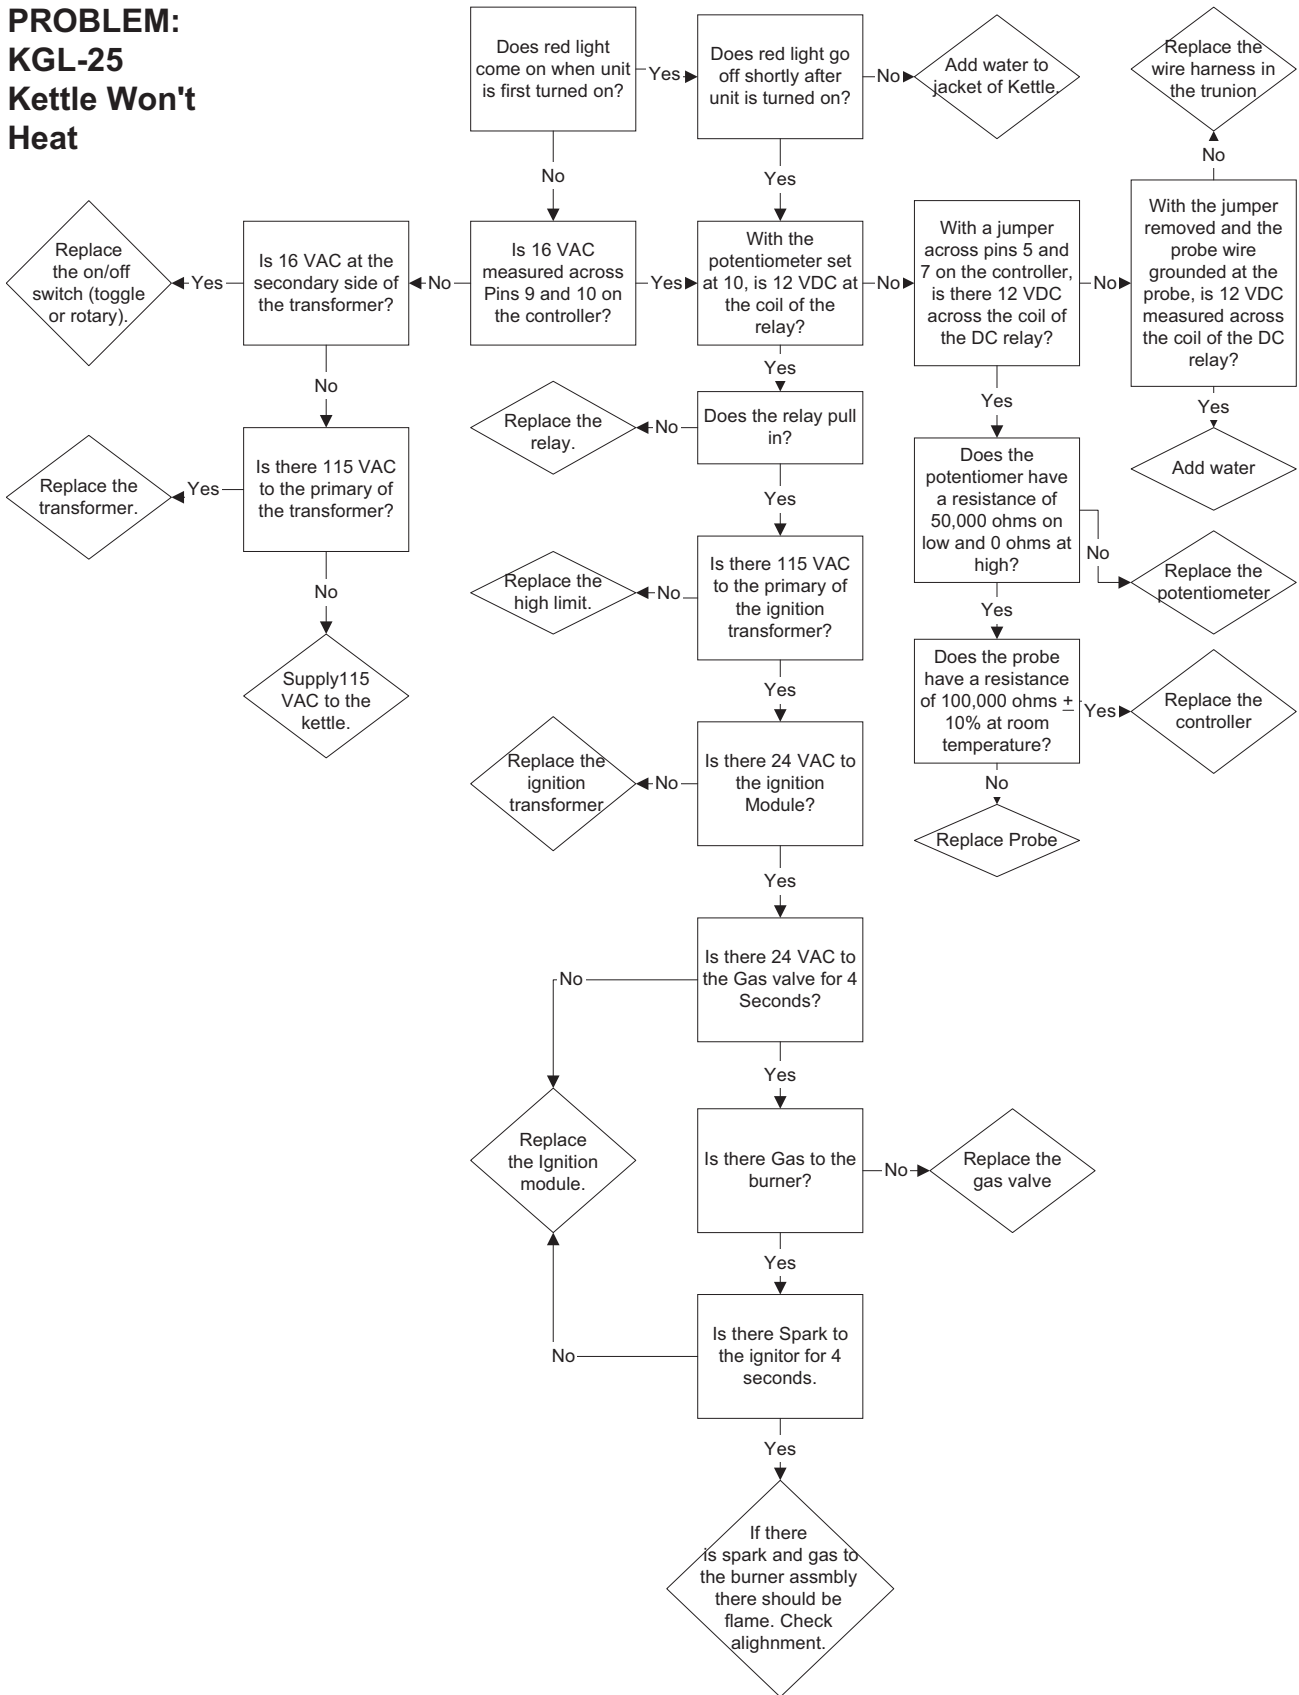 PROBLEM:
KGL-25
Kettle Won't
Heat
Does red light
come on when unit
is first turned on?
Yes
Does red light go
off shortly after
unit is turned on?
No
Add water to
jacket of Kettle.
Replace the
wire harness in
the trunion
No
No
Yes
Replace
the on/off
switch (toggle
or rotary).
Yes
Is 16 VAC at the
secondary side of
the transformer?
No
Is 16 VAC
measured across
Pins 9 and 10 on
the controller?
Yes
With the
potentiometer set
at 10, is 12 VDC at
the coil of the
relay?
No
With a jumper
across pins 5 and
7 on the controller,
is there 12 VDC
across the coil of
the DC relay?
No
With the jumper
removed and the
probe wire
grounded at the
probe, is 12 VDC
measured across
the coil of the DC
relay?
No
Yes
Yes
Yes
Replace the
relay.
No
Does the relay pull
in?
Add water
Replace the
transformer.
Yes
Is there 115 VAC
to the primary of
the transformer?
Yes
Does the
potentiomer have
a resistance of
50,000 ohms on
low and 0 ohms at
high?
No
Replace the
potentiometer
Replace the
high limit.
No
Is there 115 VAC
to the primary of
the ignition
transformer?
No
Yes
Supply115
VAC to the
kettle.
Yes
Does the probe
have a resistance
of 100,000 ohms ±
10% at room
temperature?
Yes
Replace the
controller
Replace the
ignition
transformer
No
Is there 24 VAC to
the ignition
Module?
No
Replace Probe
Yes
Is there 24 VAC to
the Gas valve for 4
Seconds?
No
Yes
Replace
the Ignition
module.
Is there Gas to the
burner?
No
Replace the
gas valve
Yes
Is there Spark to
the ignitor for 4
seconds.
No
Yes
If there
is spark and gas to
the burner assmbly
there should be
flame. Check
alighnment.